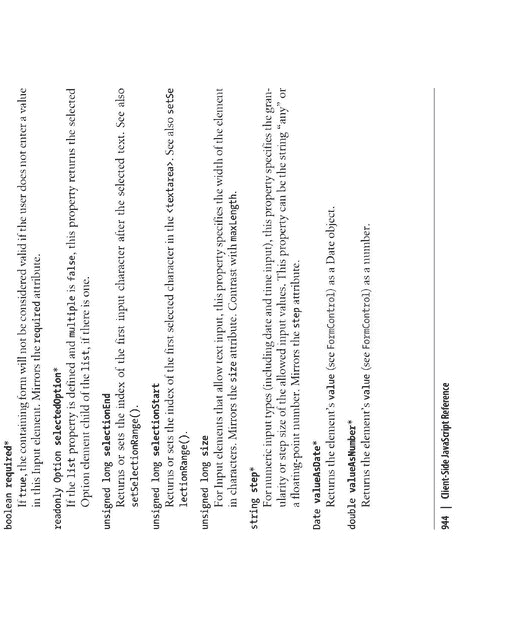 boolean required*
If true, the containing form will not be considered valid if the user does not enter a value
in this Input element. Mirrors the required attribute.
readonly Option selectedOption*
If the list property is defined and multiple is false, this property returns the selected
Option element child of the list, if there is one.
unsigned long selectionEnd
Returns or sets the index of the first input character after the selected text. See also
setSelectionRange().
unsigned long selectionStart
Returns or sets the index of the first selected character in the <textarea>. See also setSe
lectionRange().
unsigned long size
For Input elements that allow text input, this property specifies the width of the element
in characters. Mirrors the size attribute. Contrast with maxLength.
string step*
For numeric input types (including date and time input), this property specifies the gran-
ularity or step size of the allowed input values. This property can be the string “any” or
a floating-point number. Mirrors the step attribute.
Date valueAsDate*
Returns the element’s value (see FormControl) as a Date object.
double valueAsNumber*
Returns the element’s value (see FormControl) as a number.
944 | Client-Side JavaScript Reference